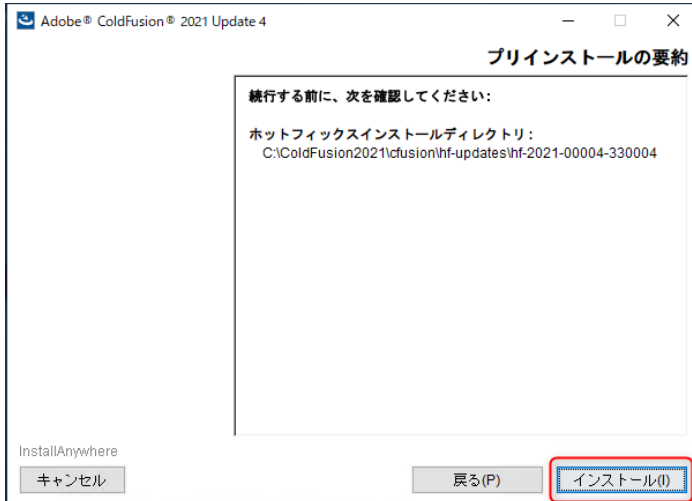 Adobe® ColdFusion® 2021 Update 4
プリインストールの要約
続行する前に、次を確認してください:
ホットフィックスインストールディレクトリ:
C:\ColdFusion2021\cfusion\hf-updates\hf-2021-00004-330004
InstallAnywhere
キャンセル
戻る(P)
インストール(I)